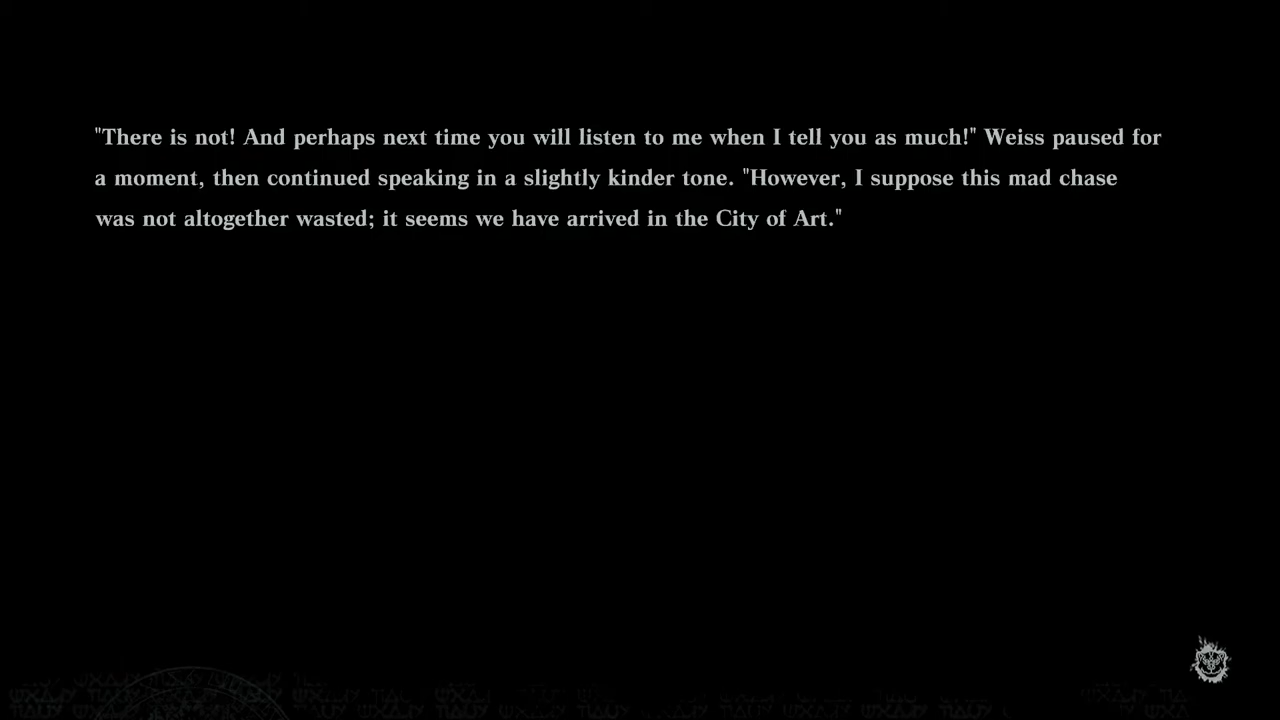 "There is not! And perhaps next time you will listen to me when I tell you as much!" Weiss paused for
a moment, then continued speaking in a slightly kinder tone. "However, I suppose this mad chase
was not altogether wasted; it seems we have arrived in the City of Art."